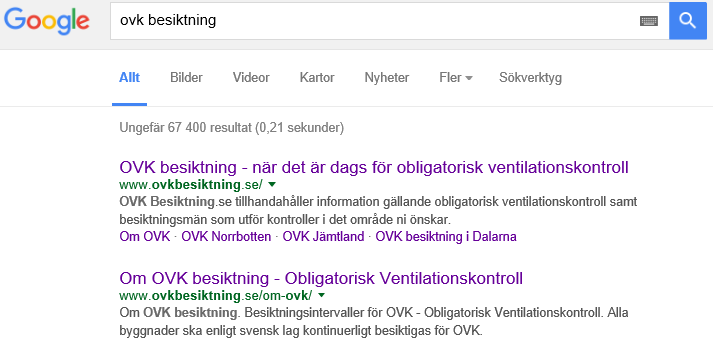 Google ovk besiktning
Allt Bilder Videor Kartor Nyheter Fler Sökverktyg
Ungefär 67 400 resultat (0,21 sekunder)
OVK besiktning - när det är dags för obligatorisk ventilationskontroll
www.ovkbesiktning.se/
OVK Besiktning.se tillhandahåller information gällande obligatorisk ventilationskontroll samt
besiktningsmän som utför kontroller i det område ni önskar.
Om OVK · OVK Norrbotten · OVK Jämtland · OVK besiktning i Dalarna
Om OVK besiktning - Obligatorisk Ventilationskontroll
www.ovkbesiktning.se/om-ovk/
Om OVK besiktning. Besiktningsintervaller för OVK - Obligatorisk Ventilationskontroll. Alla
byggnader ska enligt svensk lag kontinuerligt besiktigas för OVK.